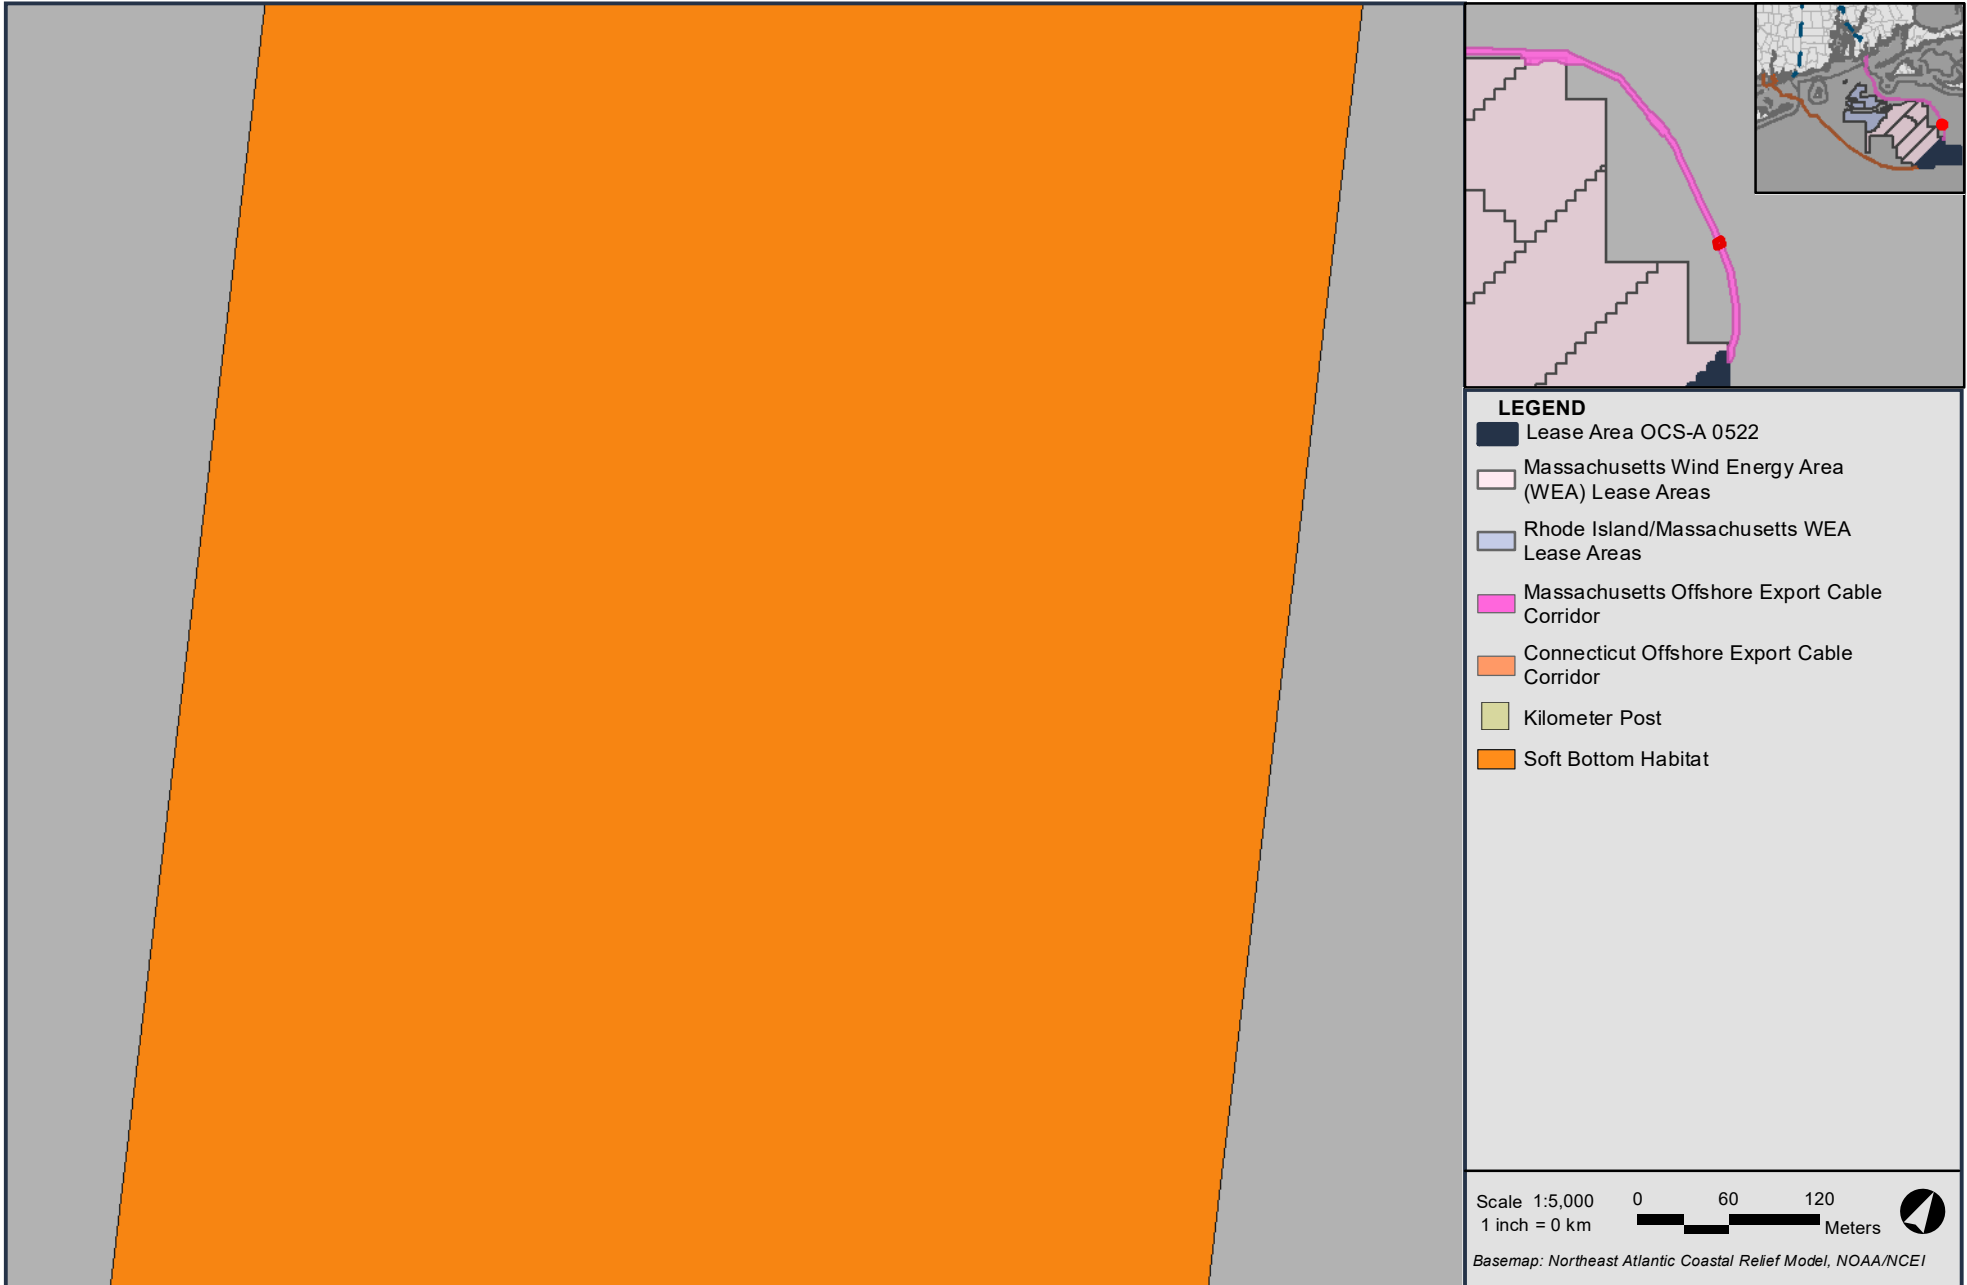 LEGEND
Lease Area OCS-A 0522
Massachusetts Wind Energy Area
(WEA) Lease Areas
Rhode Island/Massachusetts WEA
Lease Areas
Massachusetts Offshore Export Cable
Corridor
Connecticut Offshore Export Cable
Corridor
Kilometer Post
Soft Bottom Habitat
Scale 1:5,000
1 inch = 0 km
0 60 120
Meters
Basemap: Northeast Atlantic Coastal Relief Model, NOAA/NCEI